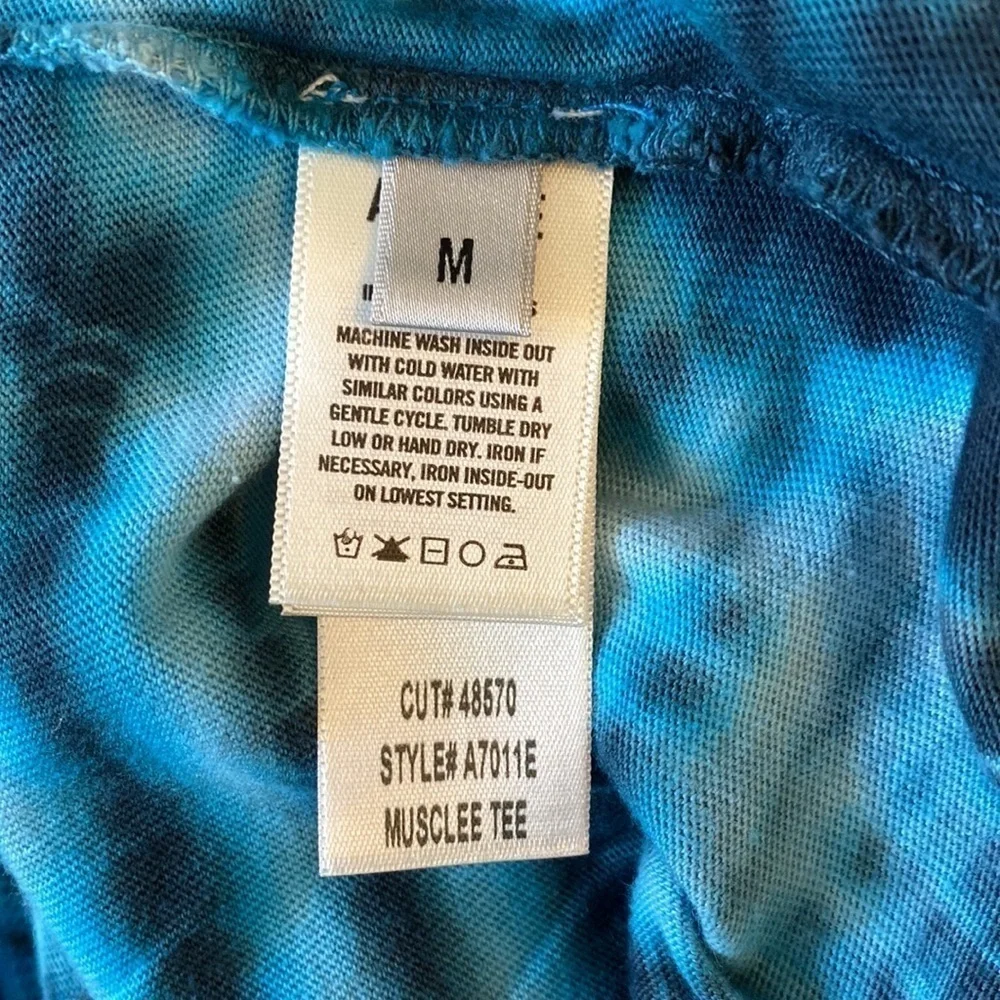 M
MACHINE WASH INSIDE OUT
WITH COLD WATER WITH
SIMILAR COLORS USING A
GENTLE CYCLE. TUMBLE DRY
LOW OR HAND DRY. IRON IF
NECESSARY, IRON INSIDE-OUT
ON LOWEST SETTING.
CUT# 48570
STYLE# A7011E
MUSCLEE TEE